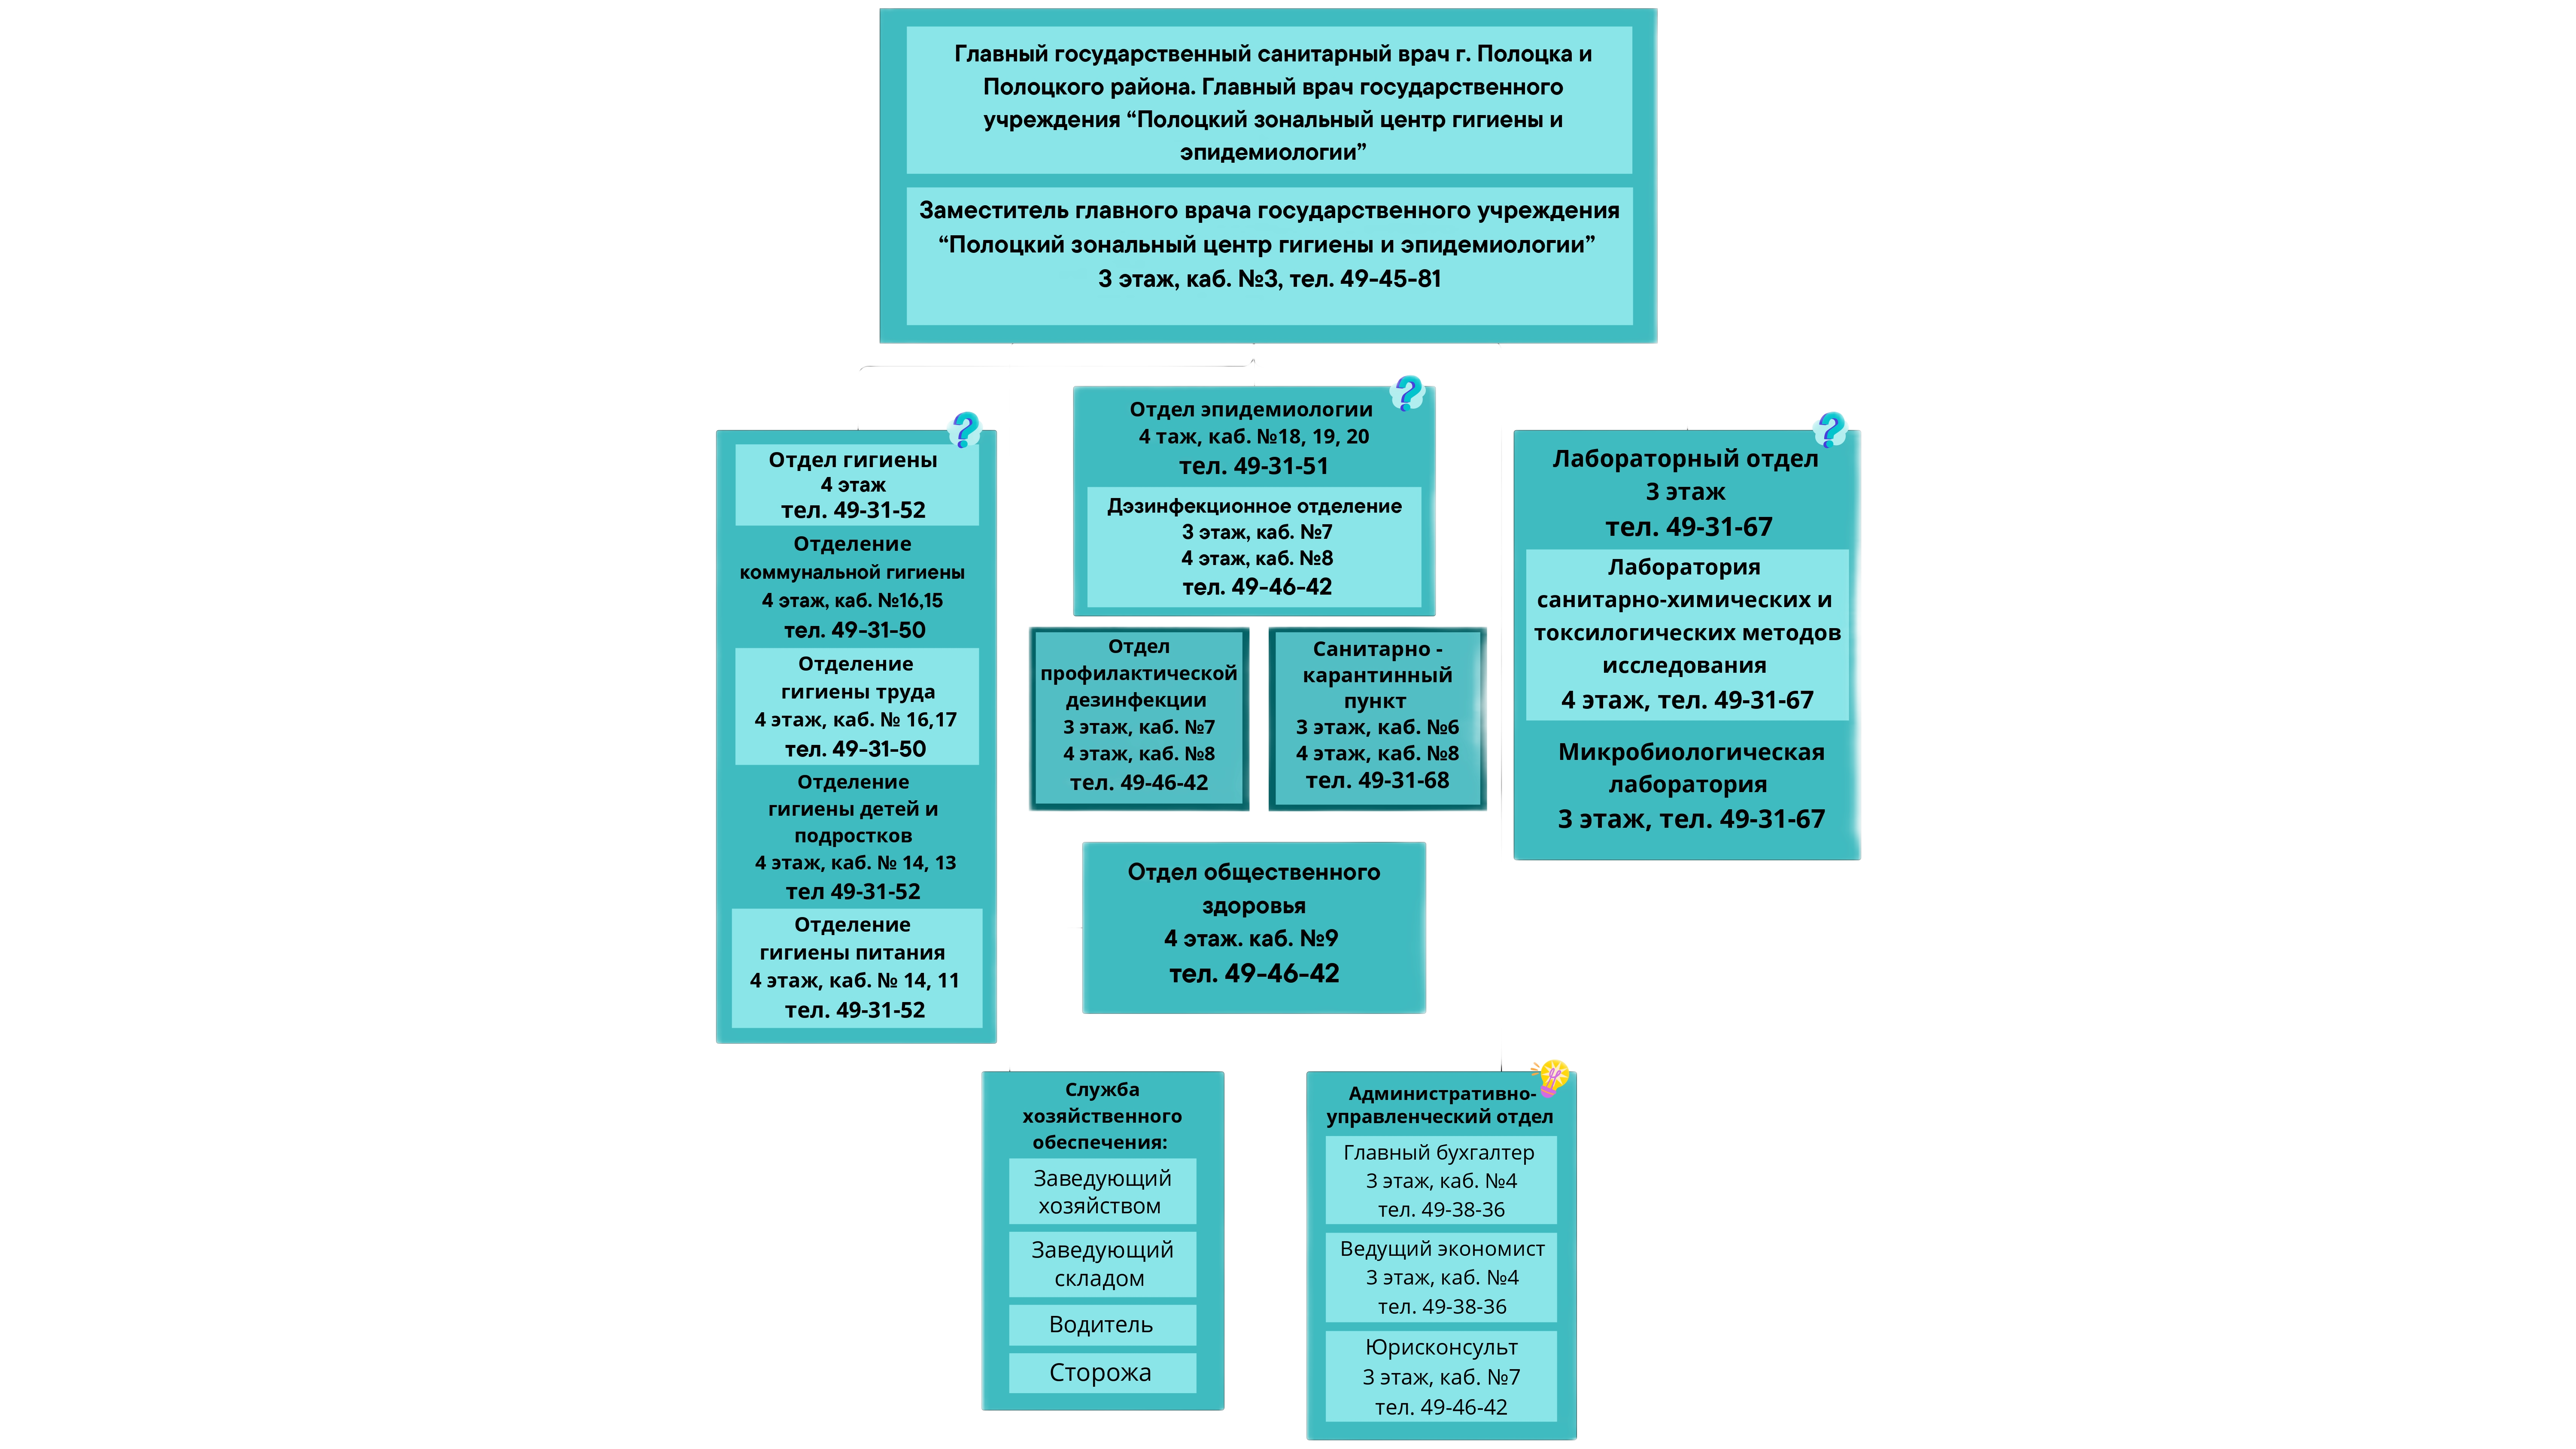 Главный государственный санитарный врач г. Полоцка и
Полоцкого района. Главный врач государственного
учреждения “Полоцкий зональный центр гигиены и
эпидемиологии”
Заместитель главного врача государственного учреждения
“Полоцкий зональный центр гигиены и эпидемиологии”
3 этаж, каб. №3, тел. 49-45-81
Отдел гигиены
4 этаж
тел. 49-31-52
Отделение
коммунальной гигиены
4 этаж, каб. №16,15
тел. 49-31-50
Отделение
гигиены труда
4 этаж, каб. № 16,17
тел. 49-31-50
Отделение
гигиены детей и
подростков
4 этаж, каб. № 14, 13
тел 49-31-52
Отделение
гигиены питания
4 этаж, каб. № 14, 11
тел. 49-31-52
Отдел эпидемиологии
4 таж, каб. №18, 19, 20
тел. 49-31-51
Дэзинфекционное отделение
3 этаж, каб. №7
4 этаж, каб. №8
тел. 49-46-42
Отдел
профилактической
дезинфекции
3 этаж, каб. №7
4 этаж, каб. №8
тел. 49-46-42
Санитарно -
карантинный
пункт
3 этаж, каб. №6
4 этаж, каб. №8
тел. 49-31-68
Отдел общественного
здоровья
4 этаж. каб. №9
тел. 49-46-42
Лабораторный отдел
3 этаж
тел. 49-31-67
Лаборатория
санитарно-химических и
токсилогических методов
исследования
4 этаж, тел. 49-31-67
Микробиологическая
лаборатория
3 этаж, тел. 49-31-67
Служба
хозяйственного
обеспечения:
Заведующий
хозяйством
Заведующий
складом
Водитель
Сторожа
Административно-
управленческий отдел
Главный бухгалтер
3 этаж, каб. №4
тел. 49-38-36
Ведущий экономист
3 этаж, каб. №4
тел. 49-38-36
Юрисконсульт
3 этаж, каб. №7
тел. 49-46-42